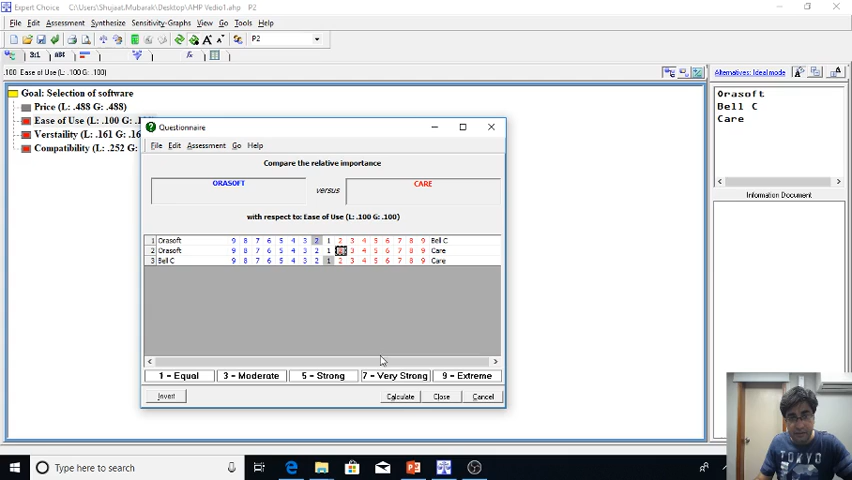 Expert Choice C:\Users\Shujaat.Mubarak\Desktop\AHP Vedio1.ahp P2
File Edit Assessment Synthesize Sensitivity-Graphs View Go Tools Help
P2
3:1 ABC
.100 Ease of Use (L: .100 G: .100)
Alternatives: Ideal mode
Goal: Selection of software
Price (L: .488 G: .488)
Ease of Use (L: .100 G:
Verstaility (L: .161 G: .16
Compatibility (L: .252 G:
Orasoft
Bell C
Care
Information Document
Questionnaire
File Edit Assessment Go Help
Compare the relative importance
ORASOFT versus CARE
with respect to: Ease of Use (L: .100 G: .100)
1 Orasoft 9 8 7 6 5 4 3 2 1 2 3 4 5 6 7 8 9 Bell C
2 Orasoft 9 8 7 6 5 4 3 2 1 2 3 4 5 6 7 8 9 Care
3 Bell C 9 8 7 6 5 4 3 2 1 2 3 4 5 6 7 8 9 Care
1 = Equal 3 = Moderate 5 = Strong 7 = Very Strong 9 = Extreme
Invert Calculate Close Cancel
Type here to search
TOKYO